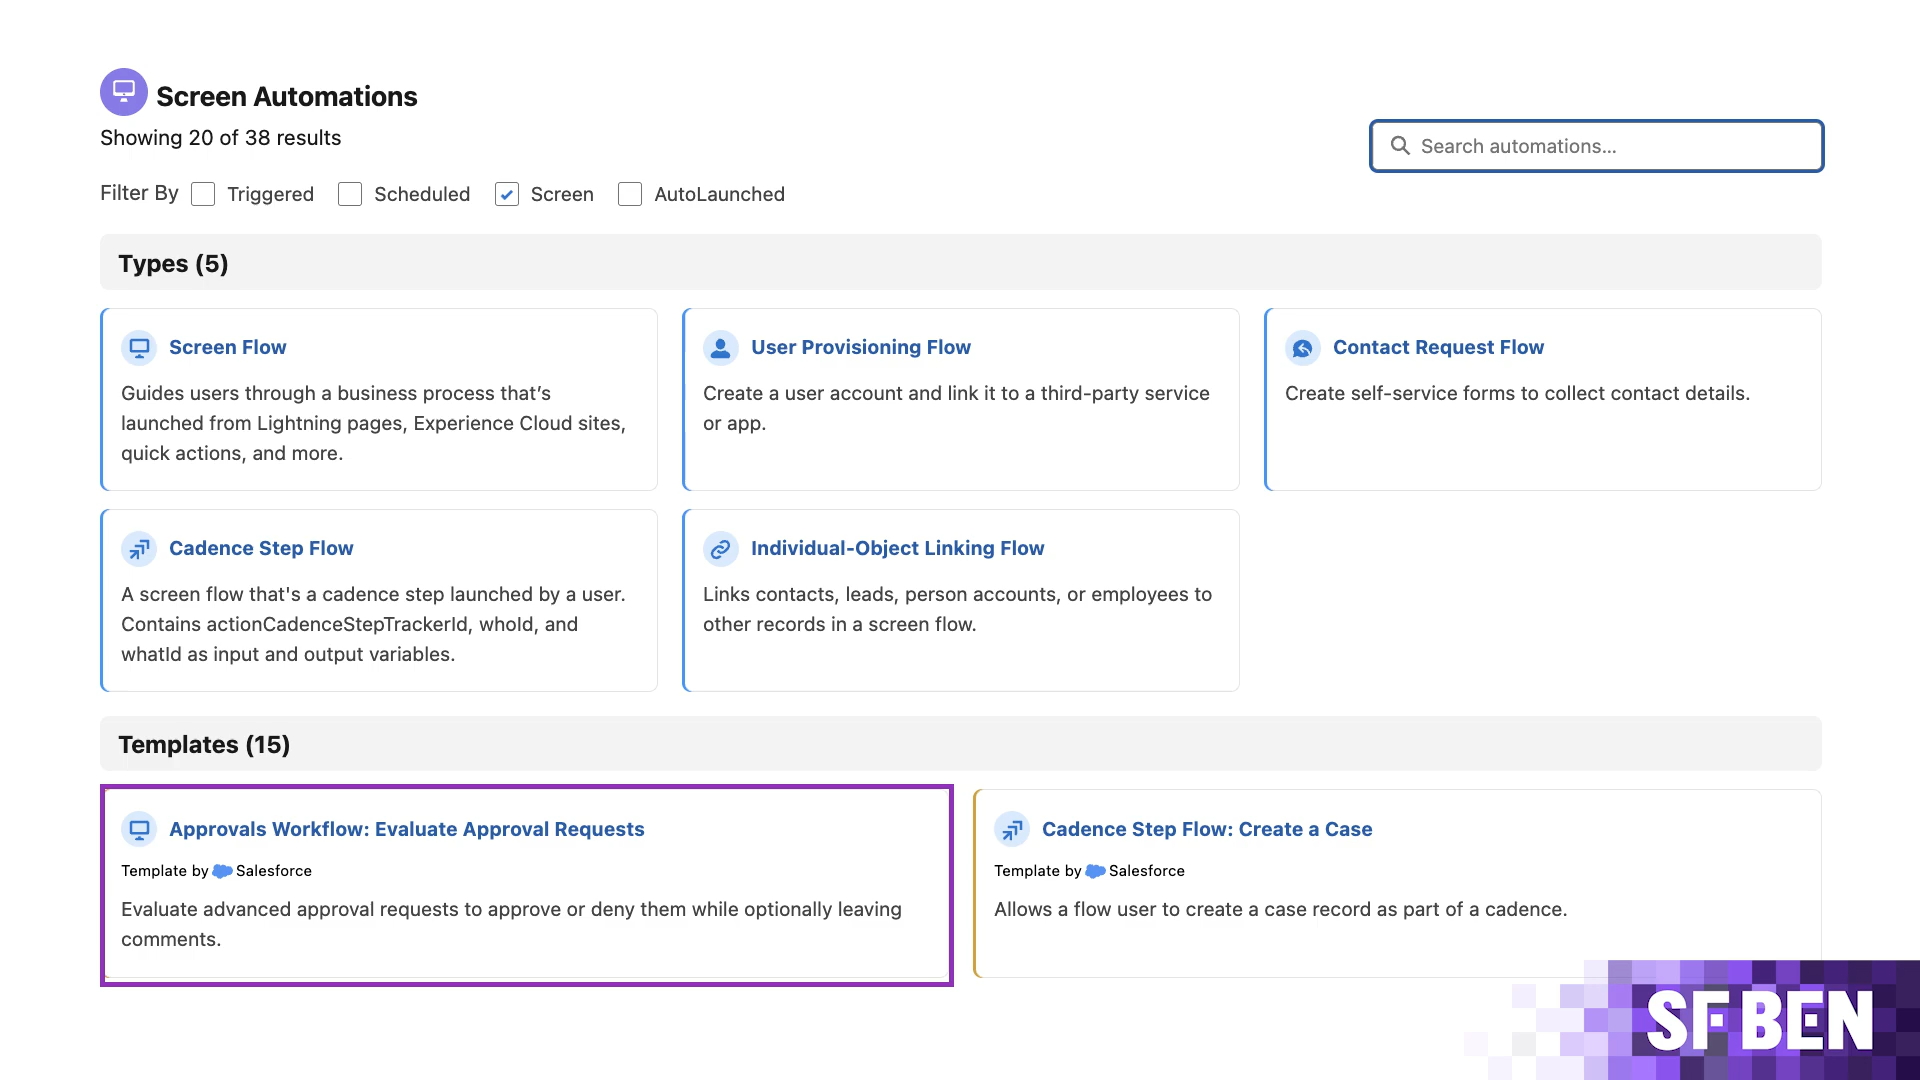 Screen Automations
Showing 20 of 38 results
Search automations...
Filter By Triggered Scheduled Screen AutoLaunched
Types (5)
Screen Flow
Guides users through a business process that’s
launched from Lightning pages, Experience Cloud sites,
quick actions, and more.
User Provisioning Flow
Create a user account and link it to a third-party service
or app.
Contact Request Flow
Create self-service forms to collect contact details.
Cadence Step Flow
A screen flow that's a cadence step launched by a user.
Contains actionCadenceStepTrackerId, whoId, and
whatId as input and output variables.
Individual-Object Linking Flow
Links contacts, leads, person accounts, or employees to
other records in a screen flow.
Templates (15)
Approvals Workflow: Evaluate Approval Requests
Template by Salesforce
Evaluate advanced approval requests to approve or deny them while optionally leaving
comments.
Cadence Step Flow: Create a Case
Template by Salesforce
Allows a flow user to create a case record as part of a cadence.
SF BEN